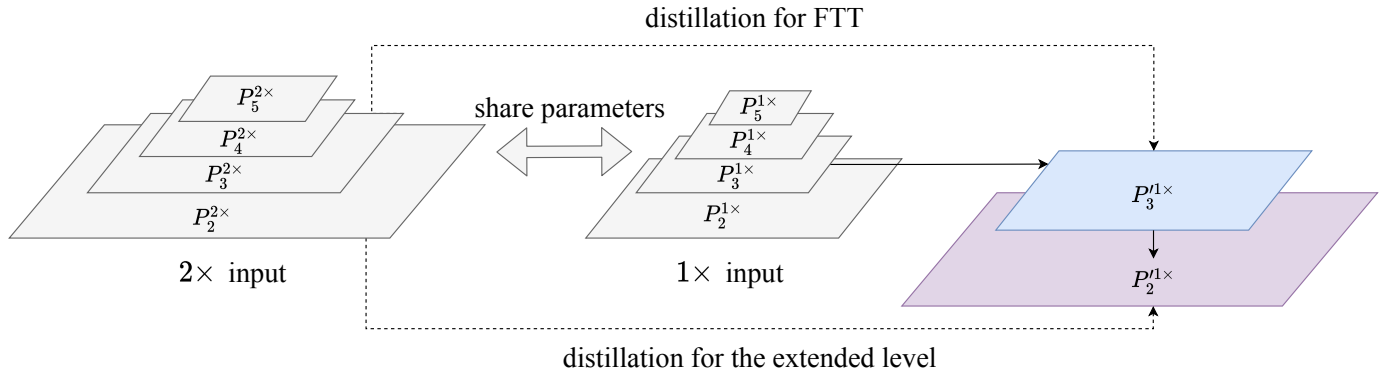 distillation for FTT
P_5^{2×}
P_4^{2×}
P_3^{2×}
P_2^{2×}
2× input
share parameters
P_5^{1×}
P_4^{1×}
P_3^{1×}
P_2^{1×}
1× input
P_3'^{1×}
P_2'^{1×}
distillation for the extended level